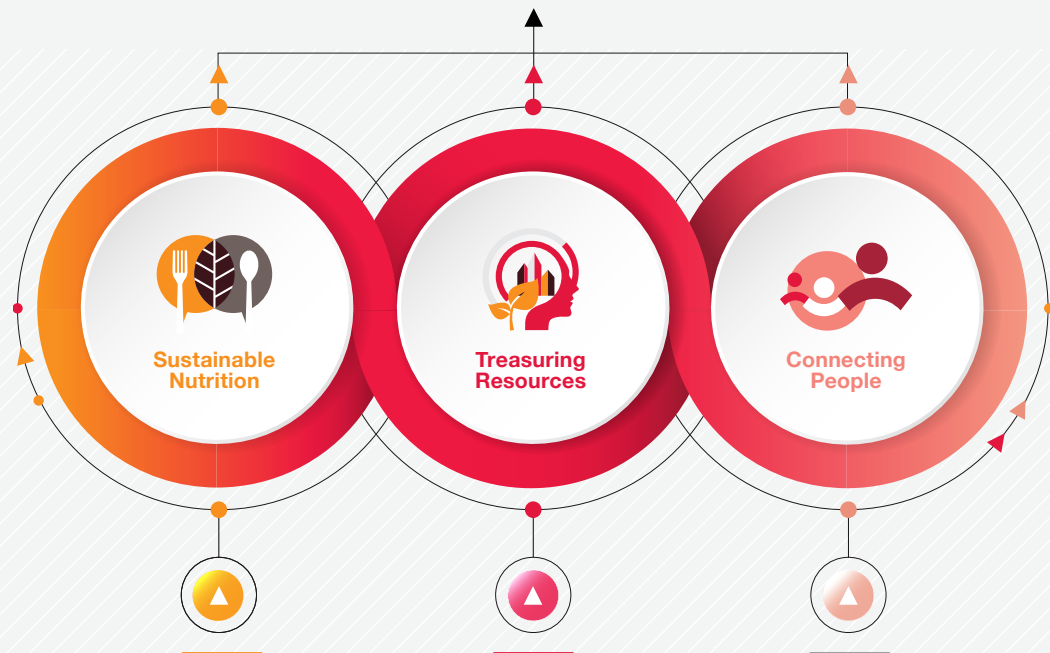 Sustainable
Nutrition
Treasuring
Resources
Connecting
People